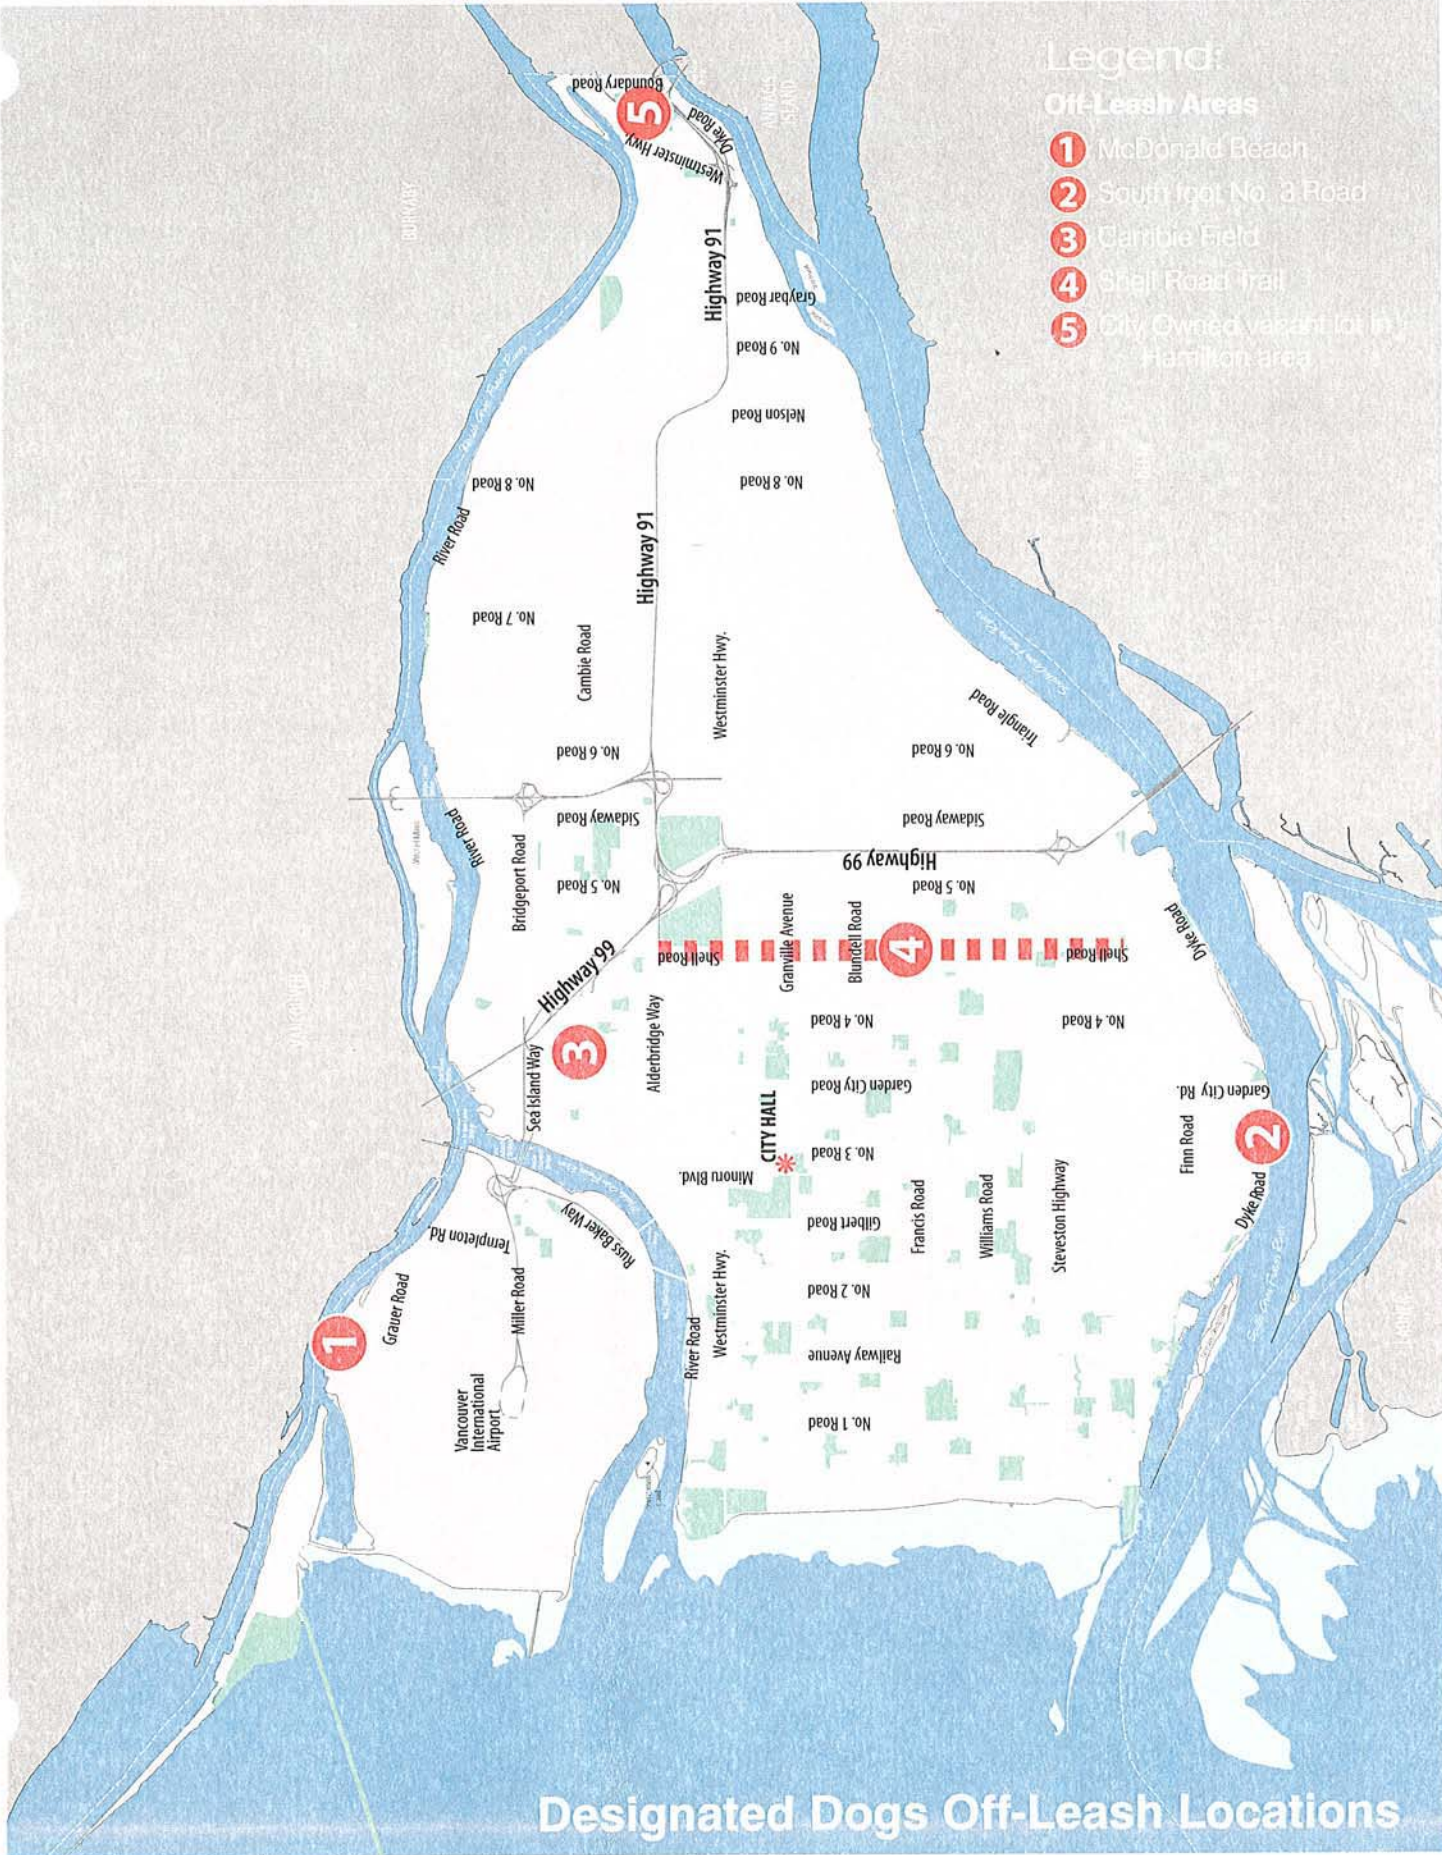 Legend:
Off-Leash Areas
1 McDonald Beach
2 South foot No. 3 Road
3 Cambie Field
4 Shell Road Trail
5 City Owned vacant lot in
Hamilton area
BURNABY
Boundary Road
Westminster Hwy.
Dyke Road
5
Highway 91
Graybar Road
No. 9 Road
Nelson Road
No. 8 Road
No. 8 Road
River Road
Highway 91
No. 7 Road
Cambie Road
Westminster Hwy.
No. 6 Road
No. 6 Road
Triangle Road
River Road
Sidaway Road
Sidaway Road
Bridgeport Road
Highway 99
No. 5 Road
No. 5 Road
Highway 99
Granville Avenue
Blundell Road
Shell Road
4
Shell Road
Dyke Road
3
Sea Island Way
Alderbridge Way
No. 4 Road
No. 4 Road
Garden City Road
Garden City Rd.
CITY HALL
No. 3 Road
Minoru Blvd.
Finn Road
2
Dyke Road
Gilbert Road
Francis Road
Williams Road
Steveston Highway
Templeton Rd.
Russ Baker Way
Grauer Road
Miller Road
1
Westminster Hwy.
River Road
No. 2 Road
Railway Avenue
No. 1 Road
Vancouver
International
Airport
Designated Dogs Off-Leash Locations